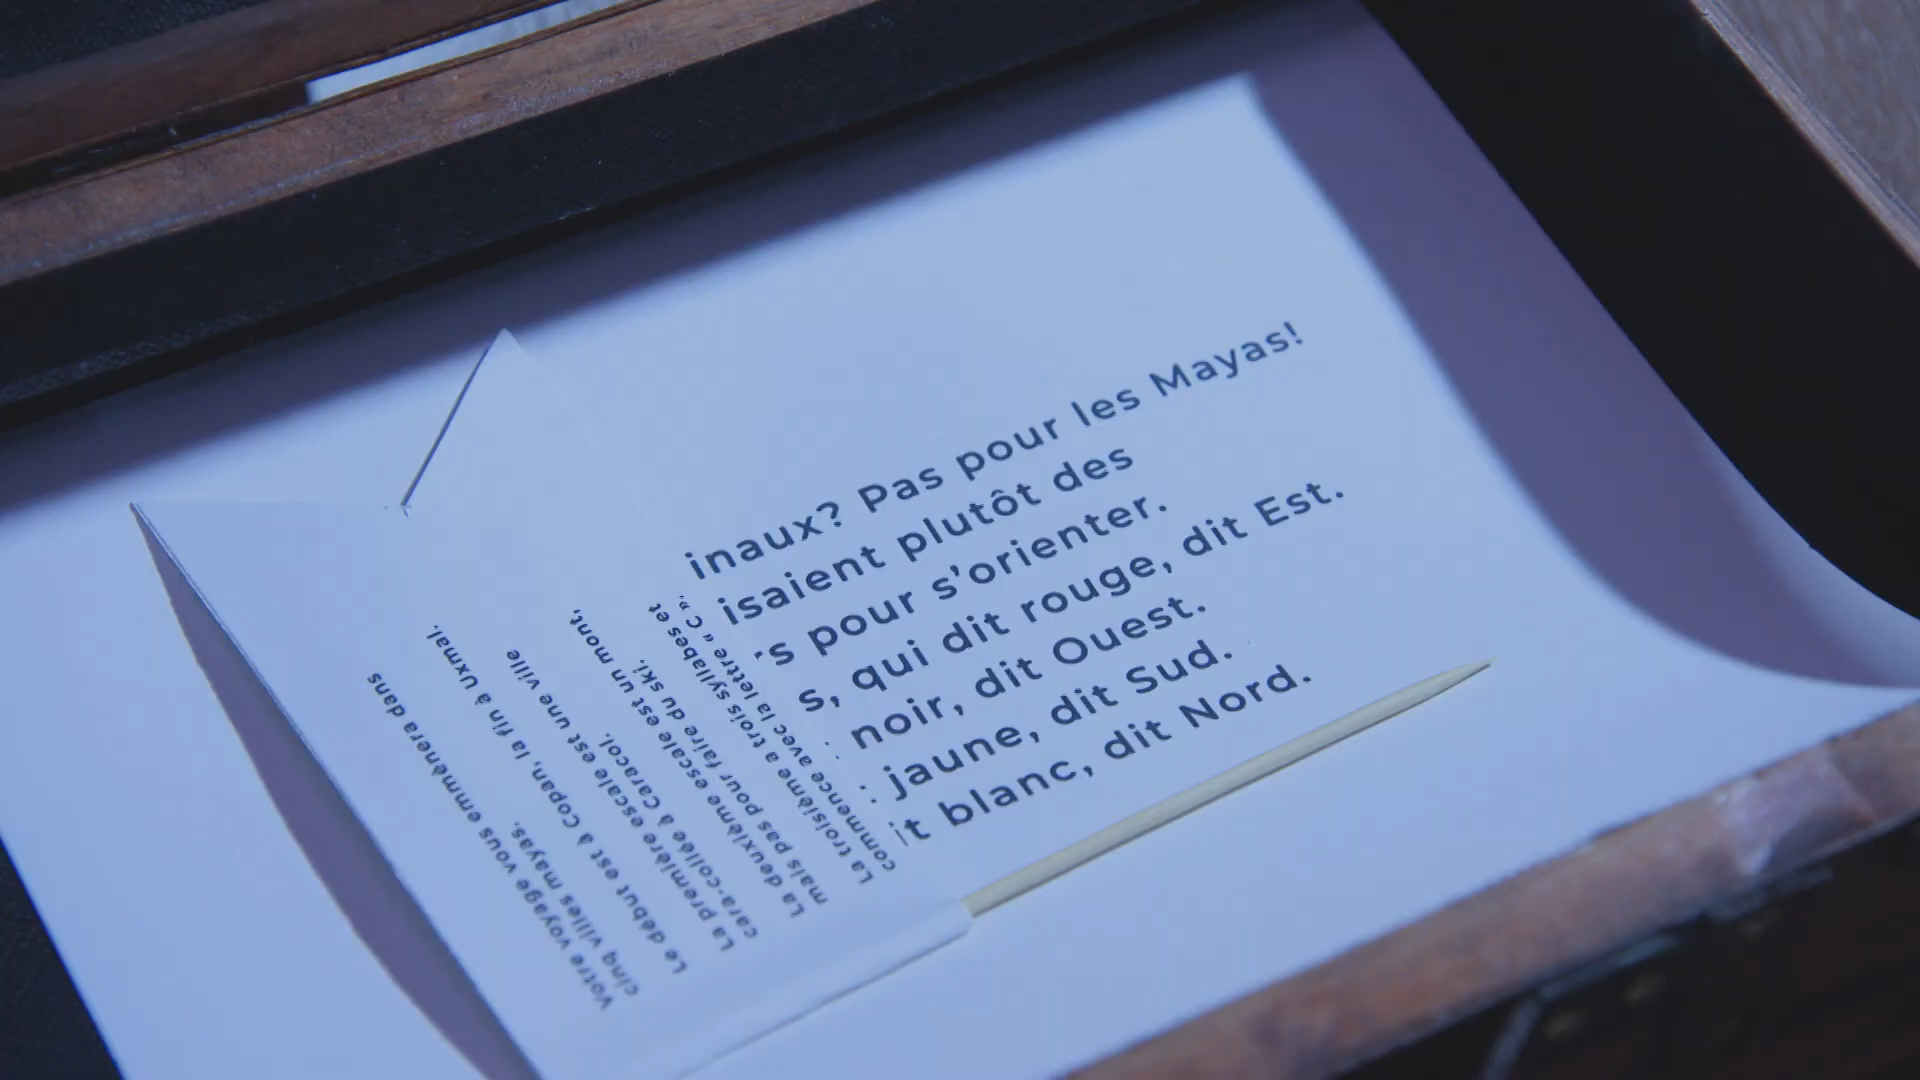 inaux? Pas pour les Mayas!
isaient plutôt des
s pour s'orienter.
s, qui dit rouge, dit Est.
noir, dit Ouest.
jaune, dit Sud.
it blanc, dit Nord.
Votre voyage vous emmènera dans
cinq villes mayas.
Le début est à Copan, la fin à Uxmal.
La première escale est une ville
cara-collée à Caracol.
La deuxième escale est un mont,
mais pas pour faire du ski.
La troisième a trois syllabes et
commence avec la lettre « C ».